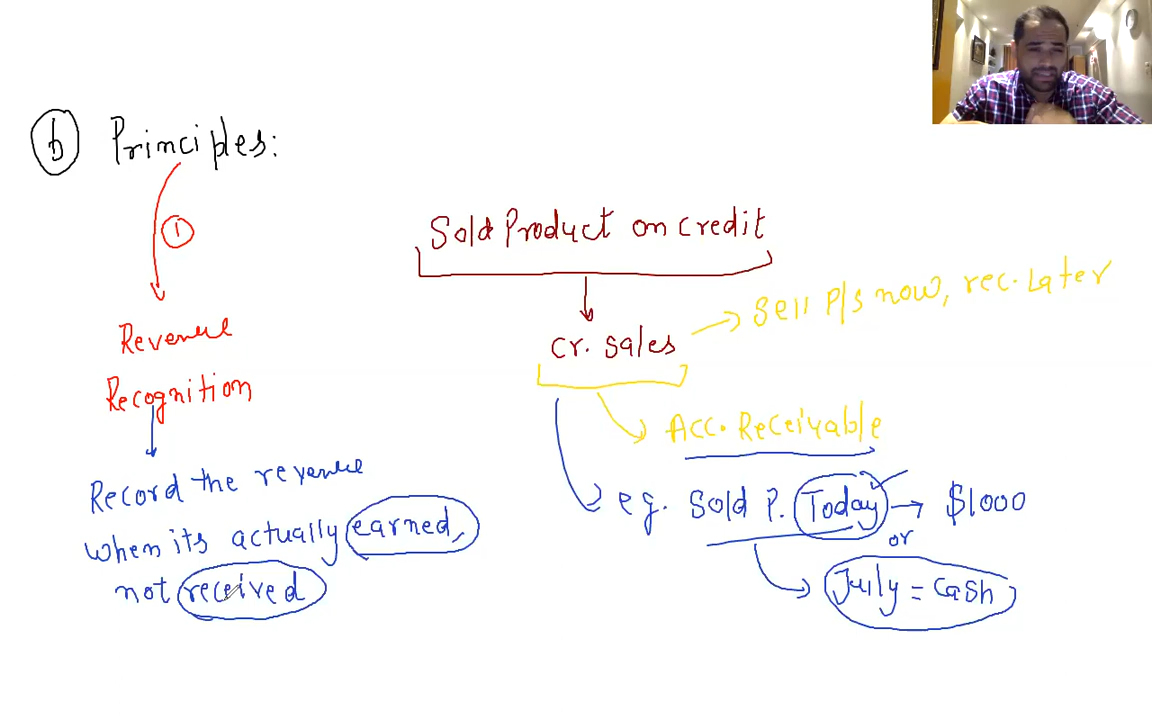 b Principles:
1
Revenue
Recognition
Record the revenue
when its actually earned,
not received
Sold Product on credit
Cr. Sales
Sell P/S now, rec. Later
Acc. Receivable
e.g. Sold P. Today → $1000
or
July = Cash